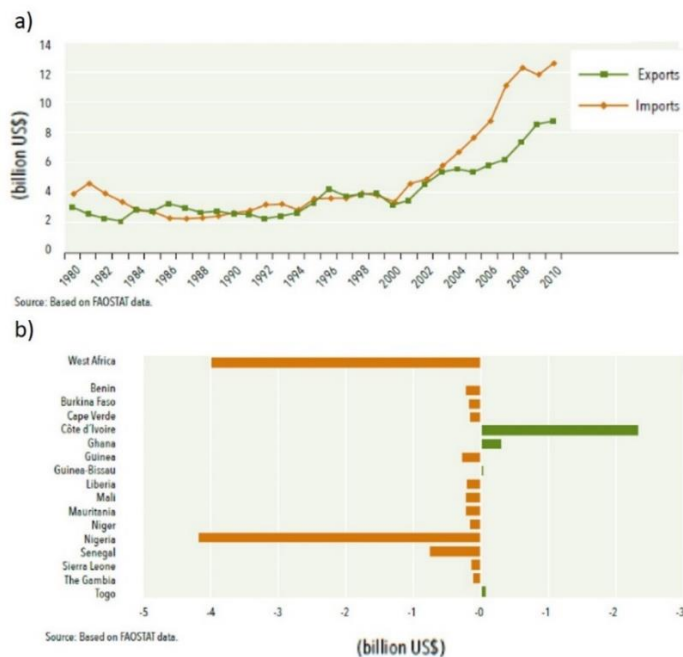 a)
14
12
10
8
6
4
2
0
(billion US$)
Exports
Imports
1980 1982 1984 1986 1988 1990 1992 1994 1996 1998 2000 2002 2004 2006 2008 2010
Source: Based on FAOSTAT data.
b)
West Africa
Benin
Burkina Faso
Cape Verde
Côte d'Ivoire
Ghana
Guinea
Guinea-Bissau
Liberia
Mali
Mauritania
Niger
Nigeria
Senegal
Sierra Leone
The Gambia
Togo
-5 -4 -3 -2 -1 -0 -1 -2 -3
Source: Based on FAOSTAT data.
(billion US$)